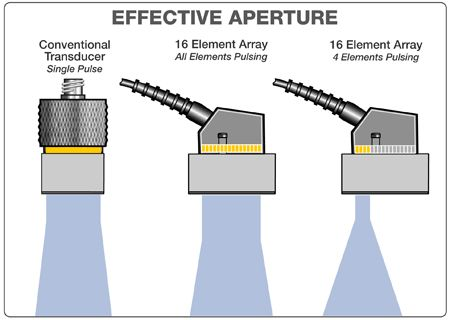 EFFECTIVE APERTURE
Conventional
Transducer
Single Pulse
16 Element Array
All Elements Pulsing
16 Element Array
4 Elements Pulsing